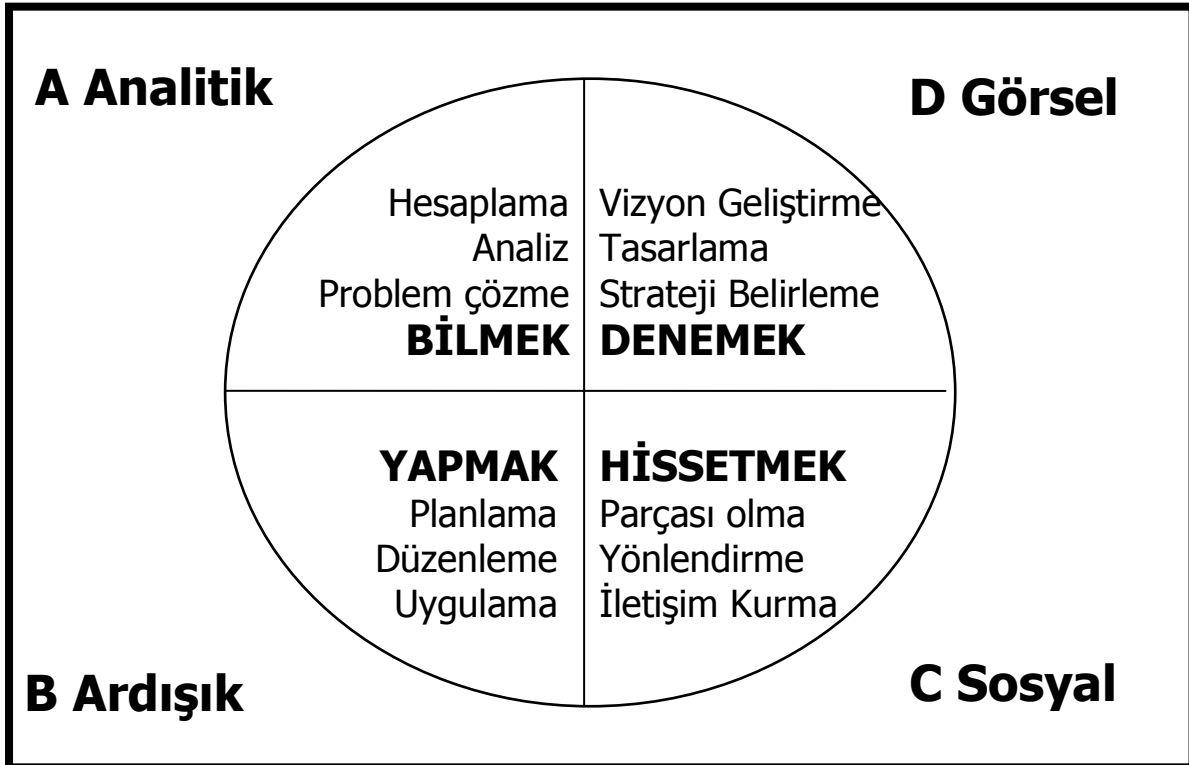 A Analitik
D Görsel
Hesaplama
Analiz
Problem çözme
BİLMEK
Vizyon Geliştirme
Tasarlama
Strateji Belirleme
DENEMEK
YAPMAK
Planlama
Düzenleme
Uygulama
HİSSETMEK
Parçası olma
Yönlendirme
İletişim Kurma
B Ardışık
C Sosyal